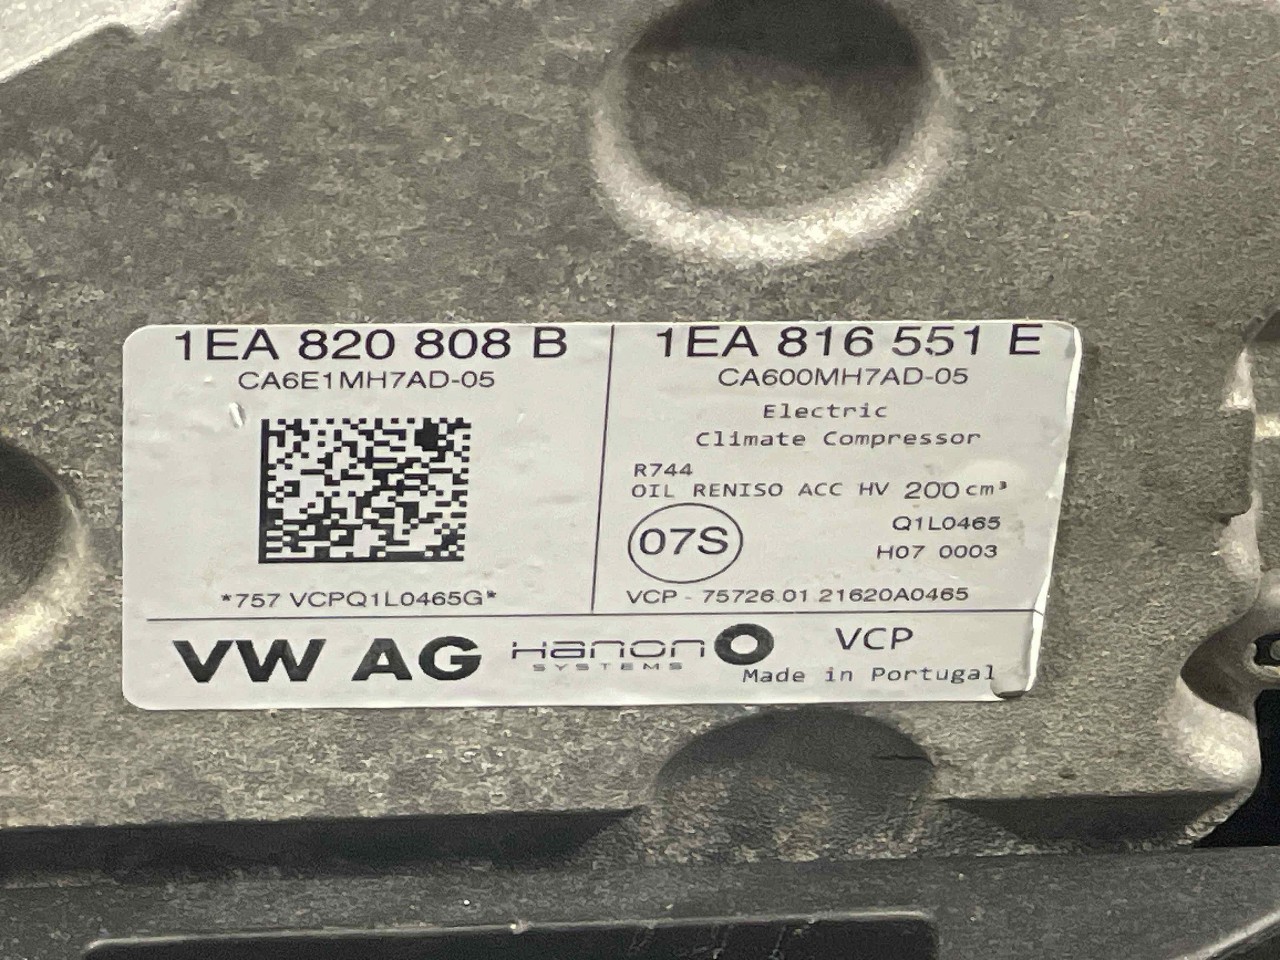 1EA 820 808 B
CA6E1MH7AD-05
*757 VCPQ1L0465G*
1EA 816 551 E
CA600MH7AD-05
Electric
Climate Compressor
R744
OIL RENISO ACC HV 200 cm³
07S
Q1L0465
H07 0003
VCP - 75726.01.21620A0465
VW AG
Hanon
SYSTEMS
VCP
Made in Portugal